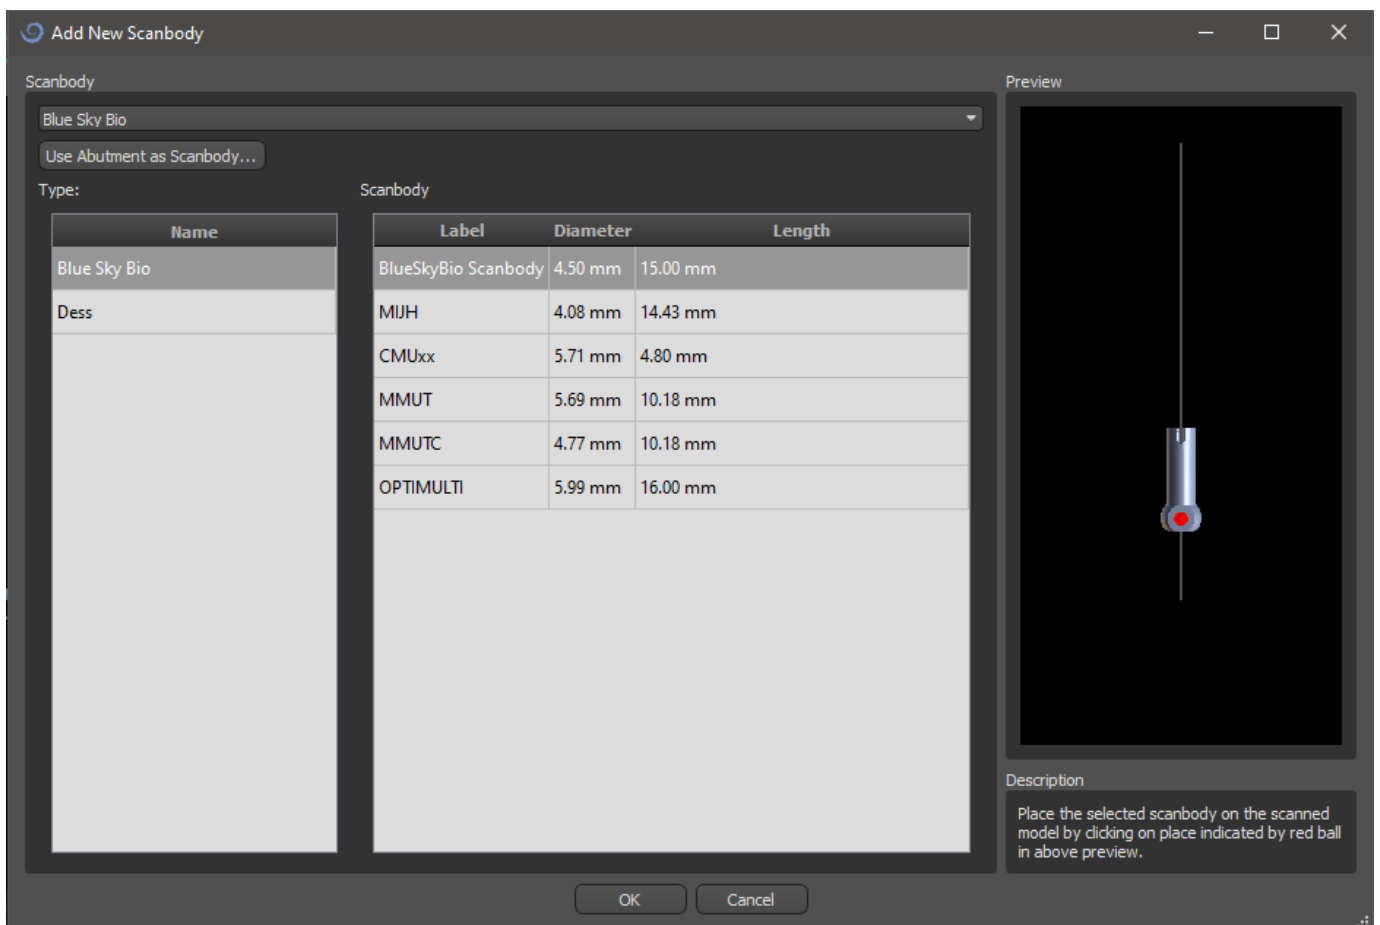 Add New Scanbody
Scanbody
Blue Sky Bio
Use Abutment as Scanbody...
Type:
Name
Blue Sky Bio
Dess
Scanbody
Label Diameter Length
BlueSkyBio Scanbody 4.50 mm 15.00 mm
MIJH 4.08 mm 14.43 mm
CMUxx 5.71 mm 4.80 mm
MMUT 5.69 mm 10.18 mm
MMUTC 4.77 mm 10.18 mm
OPTIMULTI 5.99 mm 16.00 mm
Preview
Description
Place the selected scanbody on the scanned
model by clicking on place indicated by red ball
in above preview.
OK Cancel